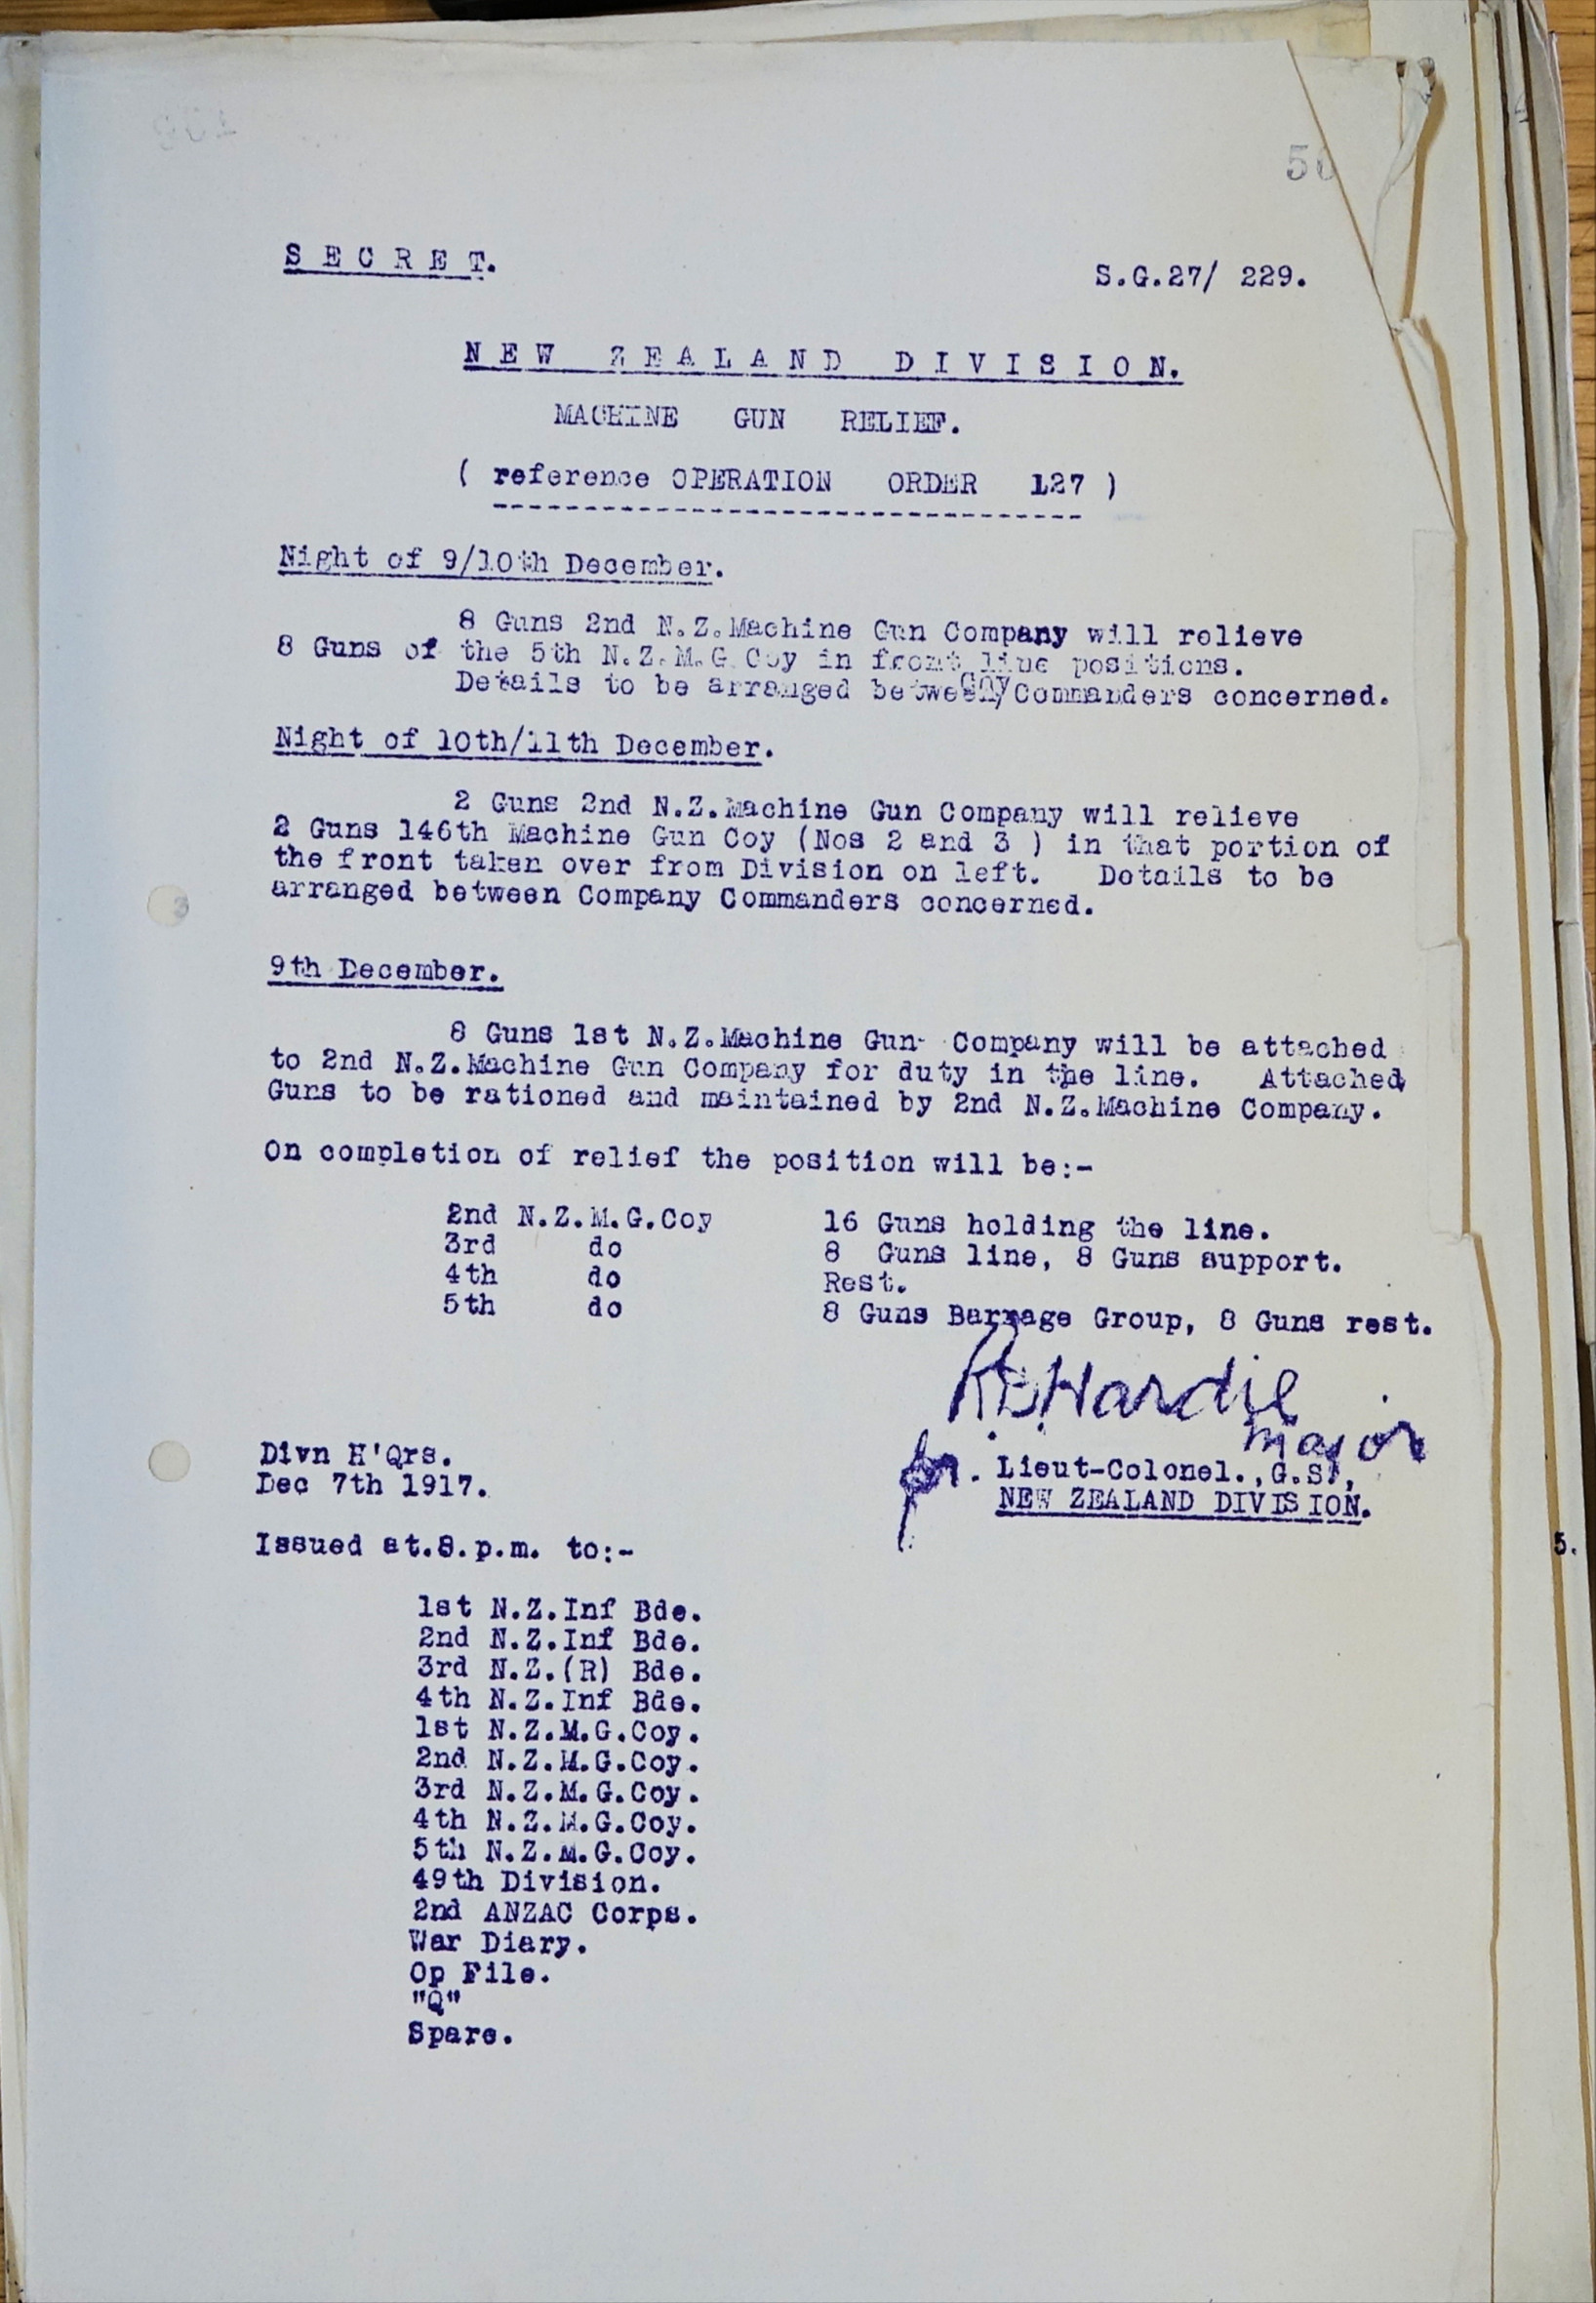 S E C R E T.
S.G.27/ 229.
N E W   Z E A L A N D   D I V I S I O N.
MACHINE   GUN   RELIEF.
( reference OPERATION   ORDER   127 )
Night of 9/10th December.
8 Guns 2nd N.Z.Machine Gun Company will relieve
8 Guns of the 5th N.Z.M.G Coy in front line positions.
Details to be arranged between Coy/Commanders concerned.
Night of 10th/11th December.
2 Guns 2nd N.Z.Machine Gun Company will relieve
2 Guns 146th Machine Gun Coy (Nos 2 and 3 ) in that portion of
the front taken over from Division on left.   Details to be
arranged between Company Commanders concerned.
3
9th December.
8 Guns 1st N.Z.Machine Gun- Company will be attached
to 2nd N.Z.Machine Gun Company for duty in the line.   Attached
Guns to be rationed and maintained by 2nd N.Z.Machine Company.
On completion of relief the position will be:-
2nd N.Z.M.G.Coy   16 Guns holding the line.
3rd   do   8 Guns line, 8 Guns support.
4th   do   Rest.
5th   do   8 Guns Barrage Group, 8 Guns rest.
Hardie
Major
Divn H'Qrs.
for. Lieut-Colonel.,G.S.,
Dec 7th 1917.
NEW ZEALAND DIVISION.
Issued at.8.p.m. to:-
5.
1st N.Z.Inf Bde.
2nd N.Z.Inf Bde.
3rd N.Z.(R) Bde.
4th N.Z.Inf Bde.
1st N.Z.M.G.Coy.
2nd N.Z.M.G.Coy.
3rd N.Z.M.G.Coy.
4th N.Z.M.G.Coy.
5th N.Z.M.G.Coy.
49th Division.
2nd ANZAC Corps.
War Diary.
Op File.
"Q"
Spare.